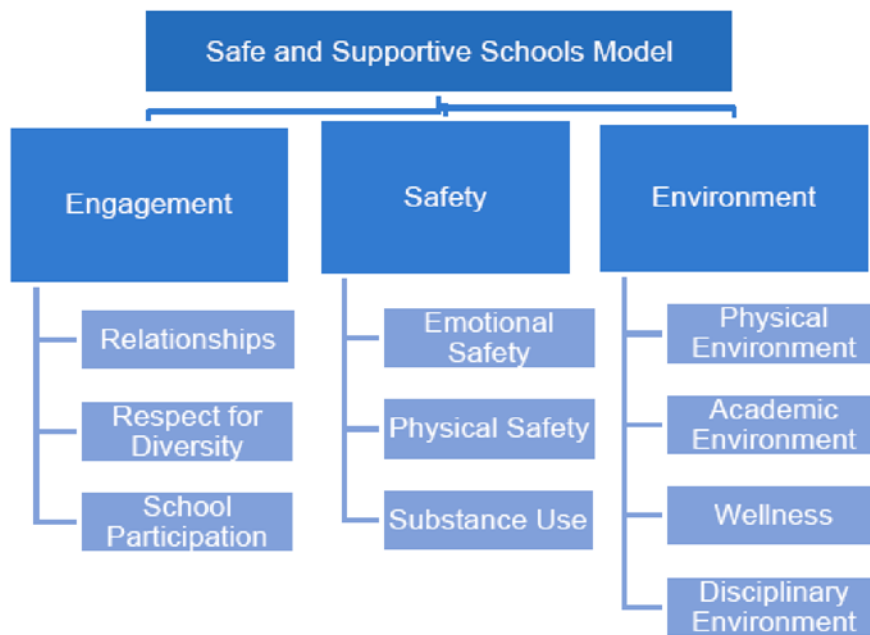 Safe and Supportive Schools Model
Engagement
Relationships
Respect for
Diversity
School
Participation
Safety
Emotional
Safety
Physical Safety
Substance Use
Environment
Physical
Environment
Academic
Environment
Wellness
Disciplinary
Environment